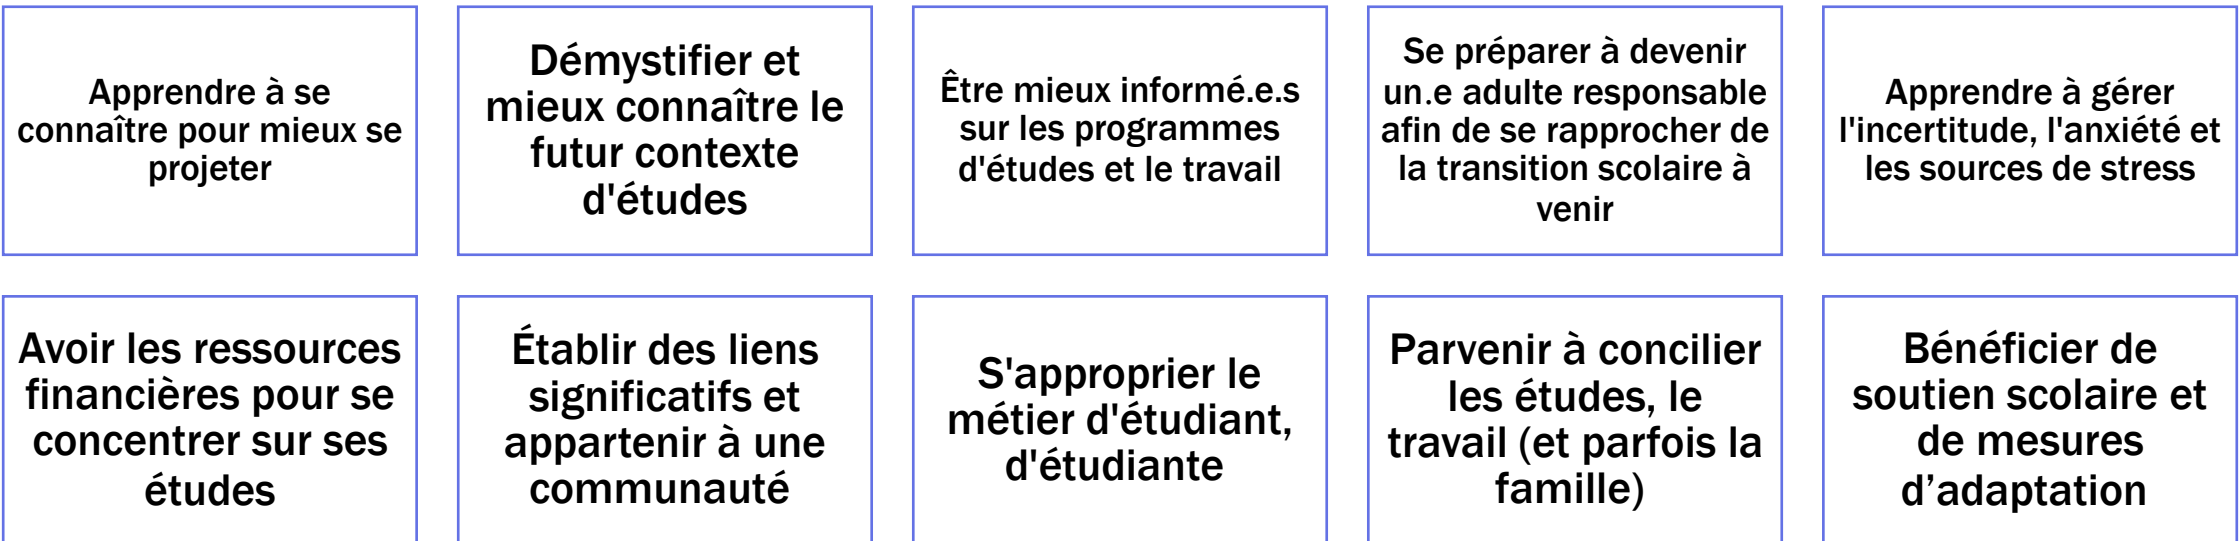 Apprendre à se
connaître pour mieux se
projeter
Démystifier et
mieux connaître le
futur contexte
d'études
Être mieux informé.e.s
sur les programmes
d'études et le travail
Se préparer à devenir
un.e adulte responsable
afin de se rapprocher de
la transition scolaire à
venir
Apprendre à gérer
l'incertitude, l'anxiété et
les sources de stress
Avoir les ressources
financières pour se
concentrer sur ses
études
Établir des liens
significatifs et
appartenir à une
communauté
S'approprier le
métier d'étudiant,
d'étudiante
Parvenir à concilier
les études, le
travail (et parfois la
famille)
Bénéficier de
soutien scolaire et
de mesures
d’adaptation